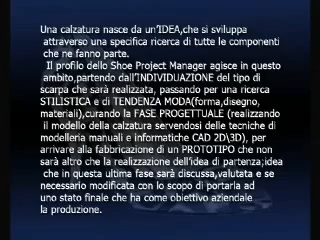 Una calzatura nasce da un'IDEA,che si sviluppa
attraverso una specifica ricerca di tutte le componenti
che ne fanno parte.
Il profilo dello Shoe Project Manager agisce in questo
ambito,partendo dall'INDIVIDUAZIONE del tipo di
scarpa che sarà realizzata, passando per una ricerca
STILISTICA e di TENDENZA MODA(forma,disegno,
materiali),curando la FASE PROGETTUALE (realizzando
il modello della calzatura servendosi delle tecniche di
modelleria manuali e informatiche CAD 2D\3D), per
arrivare alla fabbricazione di un PROTOTIPO che non
sarà altro che la realizzazione dell'idea di partenza;idea
che in questa ultima fase sarà discussa,valutata e se
necessario modificata con lo scopo di portarla ad
uno stato finale che ha come obiettivo aziendale
la produzione.